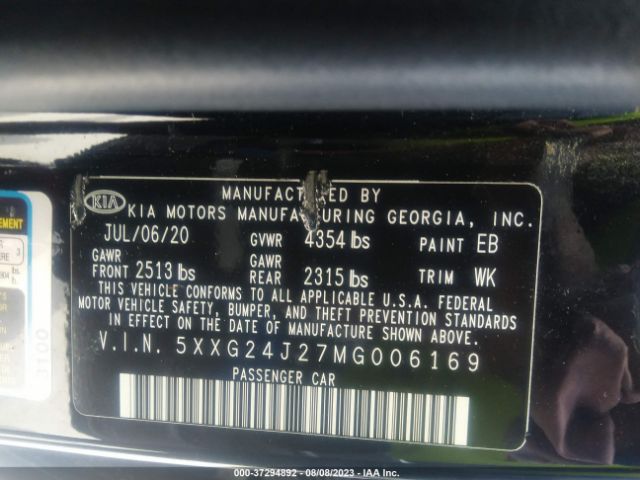 MANUFACTURED BY
KIA KIA MOTORS MANUFACTURING GEORGIA, INC.
JUL/06/20 GVWR 4354 lbs PAINT EB
GAWR FRONT 2513 lbs GAWR REAR 2315 lbs TRIM WK
THIS VEHICLE CONFORMS TO ALL APPLICABLE U.S.A. FEDERAL
MOTOR VEHICLE SAFETY, BUMPER, AND THEFT PREVENTION STANDARDS
IN EFFECT ON THE DATE OF MANUFACTURE SHOWN ABOVE.
V.I.N. 5XXG24J27MG006169
PASSENGER CAR
000-37294892 - 08/08/2023 - IAA Inc.